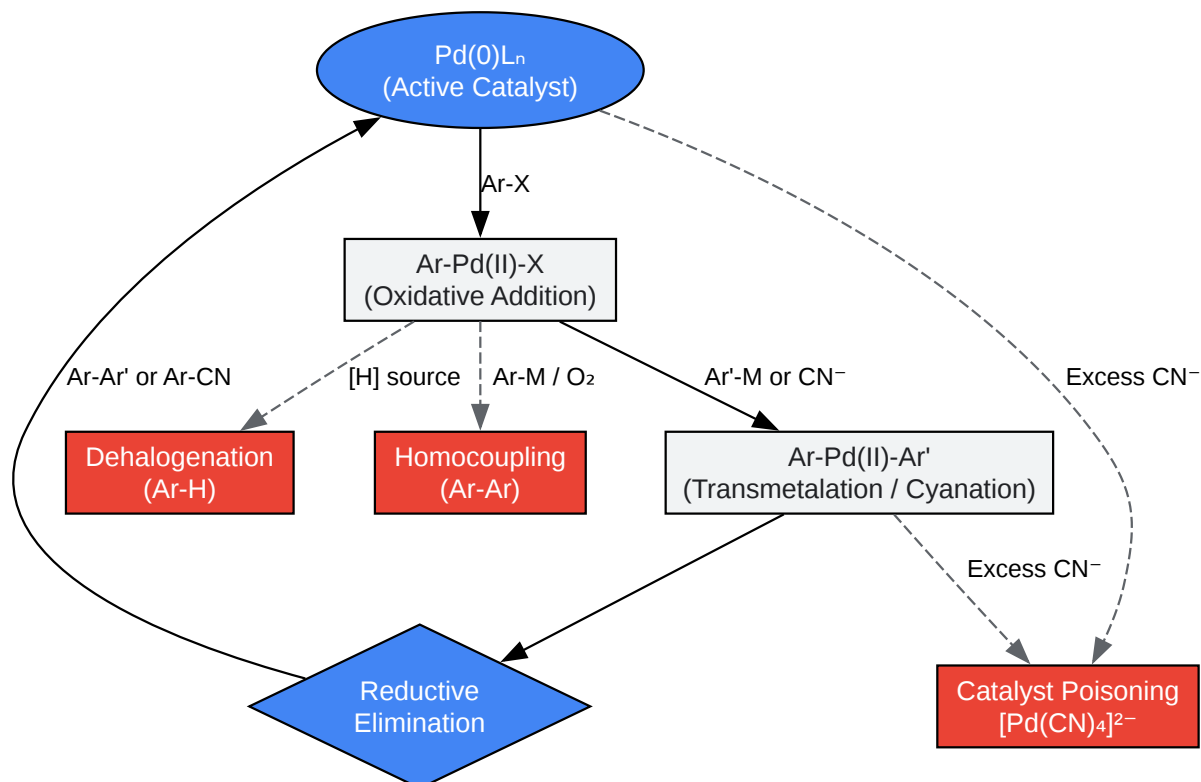 Pd(0)Lₙ
(Active Catalyst)
Ar-X
Ar-Pd(II)-X
(Oxidative Addition)
Ar-Ar' or Ar-CN
[H] source
Ar-M / O₂
Ar'-M or CN⁻
Excess CN⁻
Dehalogenation
(Ar-H)
Homocoupling
(Ar-Ar)
Ar-Pd(II)-Ar'
(Transmetalation / Cyanation)
Excess CN⁻
Reductive
Elimination
Catalyst Poisoning
[Pd(CN)₄]²⁻